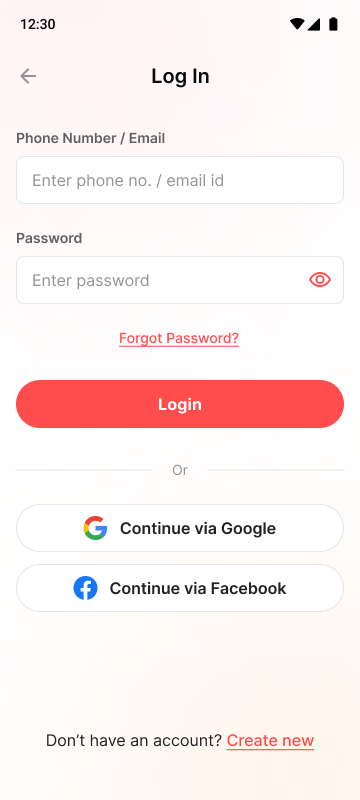 12:30
Log In
Phone Number / Email
Enter phone no. / email id
Password
Enter password
Forgot Password?
Login
Or
Continue via Google
Continue via Facebook
Don’t have an account? Create new